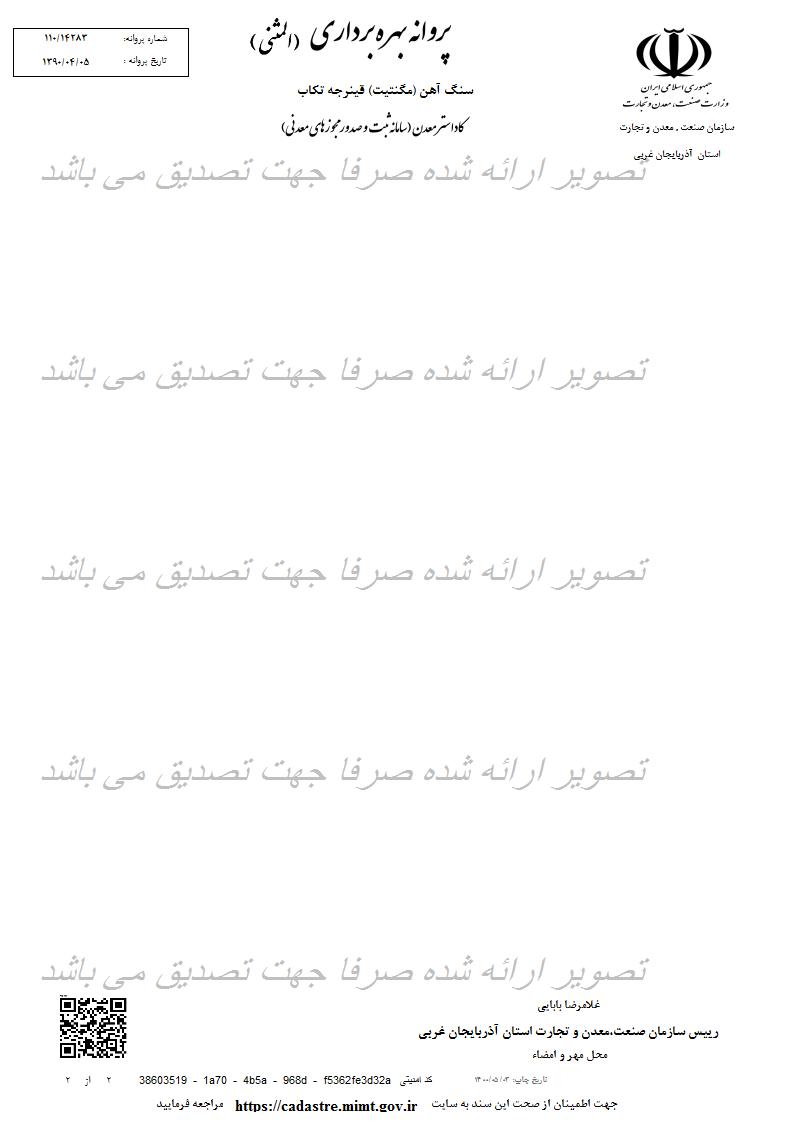 پروانه بهره برداری (المثنی)
شماره پروانه: ۱۱۰/۱۴۲۸۳
تاریخ پروانه : ۱۳۹۰/۰۴/۰۵
جمهوری اسلامی ایران
وزارت صنعت، معدن و تجارت
سازمان صنعت ، معدن و تجارت
استان آذربایجان غربی
سنگ آهن (مگنتیت) قینرجه تکاب
کاداستر معدن (سامانه ثبت و صدور مجوزهای معدنی)
تصویر ارائه شده صرفا جهت تصدیق می باشد
تصویر ارائه شده صرفا جهت تصدیق می باشد
تصویر ارائه شده صرفا جهت تصدیق می باشد
تصویر ارائه شده صرفا جهت تصدیق می باشد
تصویر ارائه شده صرفا جهت تصدیق می باشد
غلامرضا بابایی
رییس سازمان صنعت،معدن و تجارت استان آذربایجان غربی
محل مهر و امضاء
تاریخ چاپ: ۱۴۰۰/۰۵/۰۳ کد امنیتی 38603519 - 1a70 - 4b5a - 968d - f5362fe3d32a ۲ از ۲
جهت اطمینان از صحت این سند به سایت https://cadastre.mimt.gov.ir مراجعه فرمایید